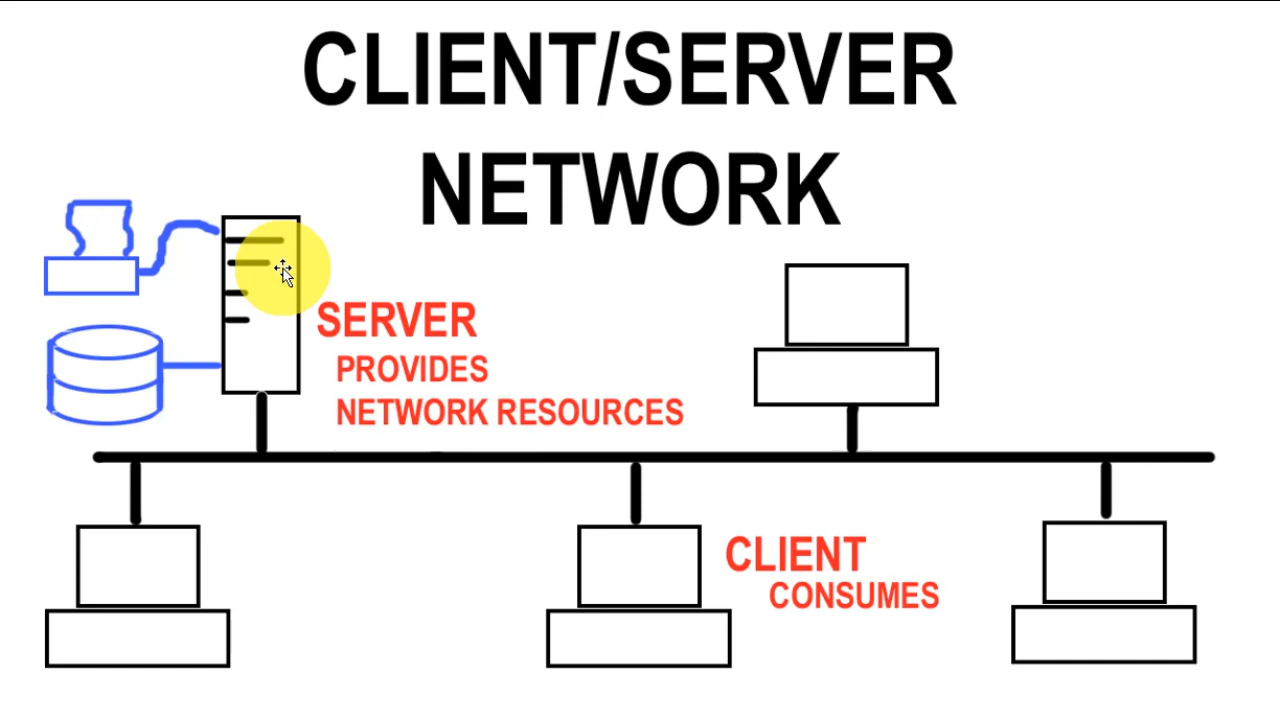 CLIENT/SERVER
NETWORK
SERVER
PROVIDES
NETWORK RESOURCES
CLIENT
CONSUMES